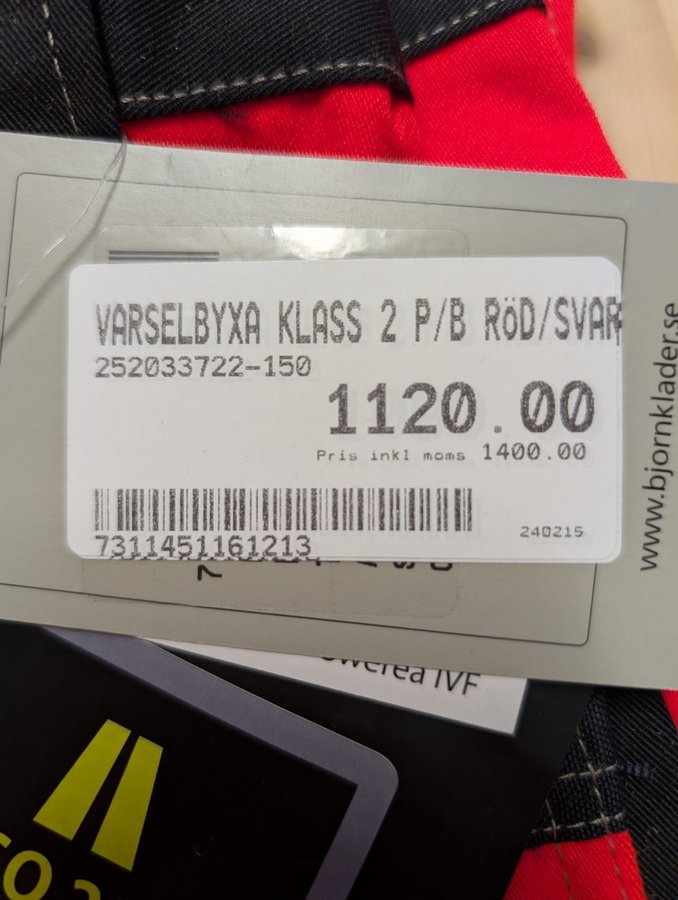 VARSELBYXA KLASS 2 P/B RöD/SVAR
252033722-150
1120.00
Pris inkl moms 1400.00
7311451161213
240215
www.bjornklader.se
IVF